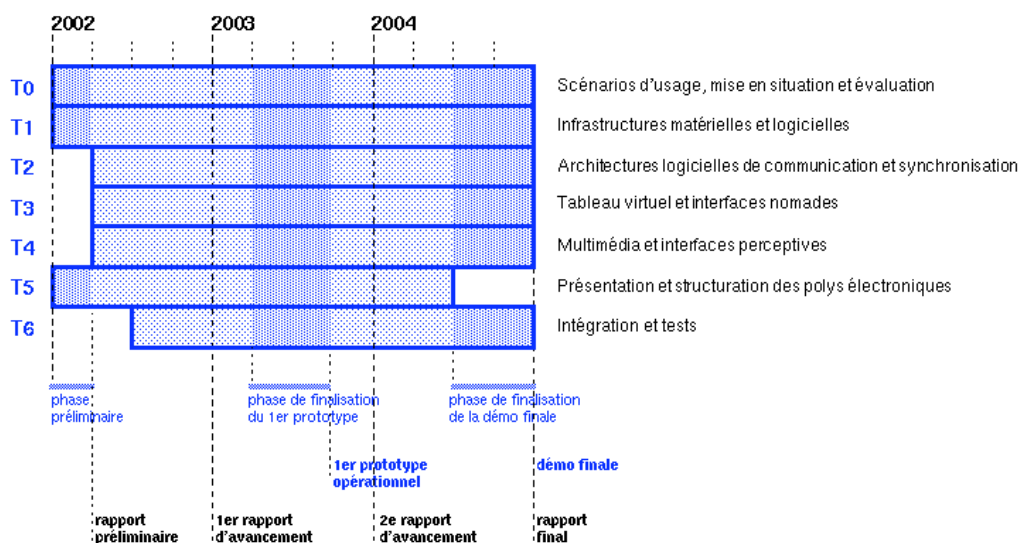 2002 2003 2004
T0 Scénarios d'usage, mise en situation et évaluation
T1 Infrastructures matérielles et logicielles
T2 Architectures logicielles de communication et synchronisation
T3 Tableau virtuel et interfaces nomades
T4 Multimédia et interfaces perceptives
T5 Présentation et structuration des polys électroniques
T6 Intégration et tests
phase
préliminaire
phase de finalisation
du 1er prototype
phase de finalisation
de la démo finale
1er prototype
opérationnel
démo finale
rapport
préliminaire
1er rapport
d'avancement
2e rapport
d'avancement
rapport
final